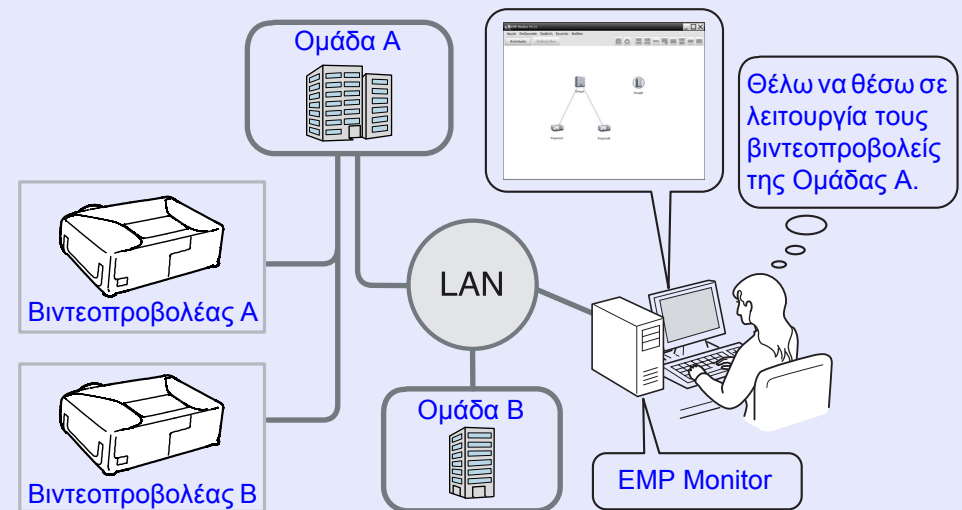 Ομάδα A
Θέλω να θέσω σε
λειτουργία τους
βιντεοπροβολείς
της Ομάδας Α.
Βιντεοπροβολέας A
LAN
Βιντεοπροβολέας B
Ομάδα B
EMP Monitor